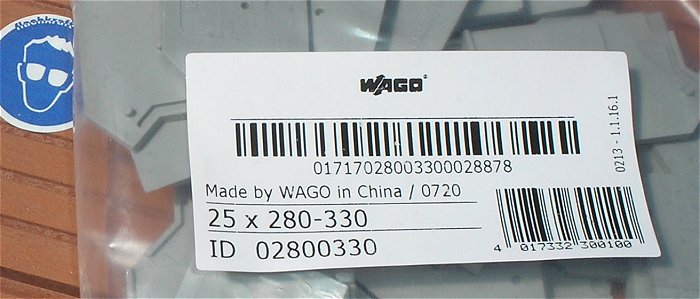 Hechkraft
WAGO
01717028003300028878
0213 - 1.1.16.1
Made by WAGO in China / 0720
25 x 280-330
ID 02800330
4 017332 300100